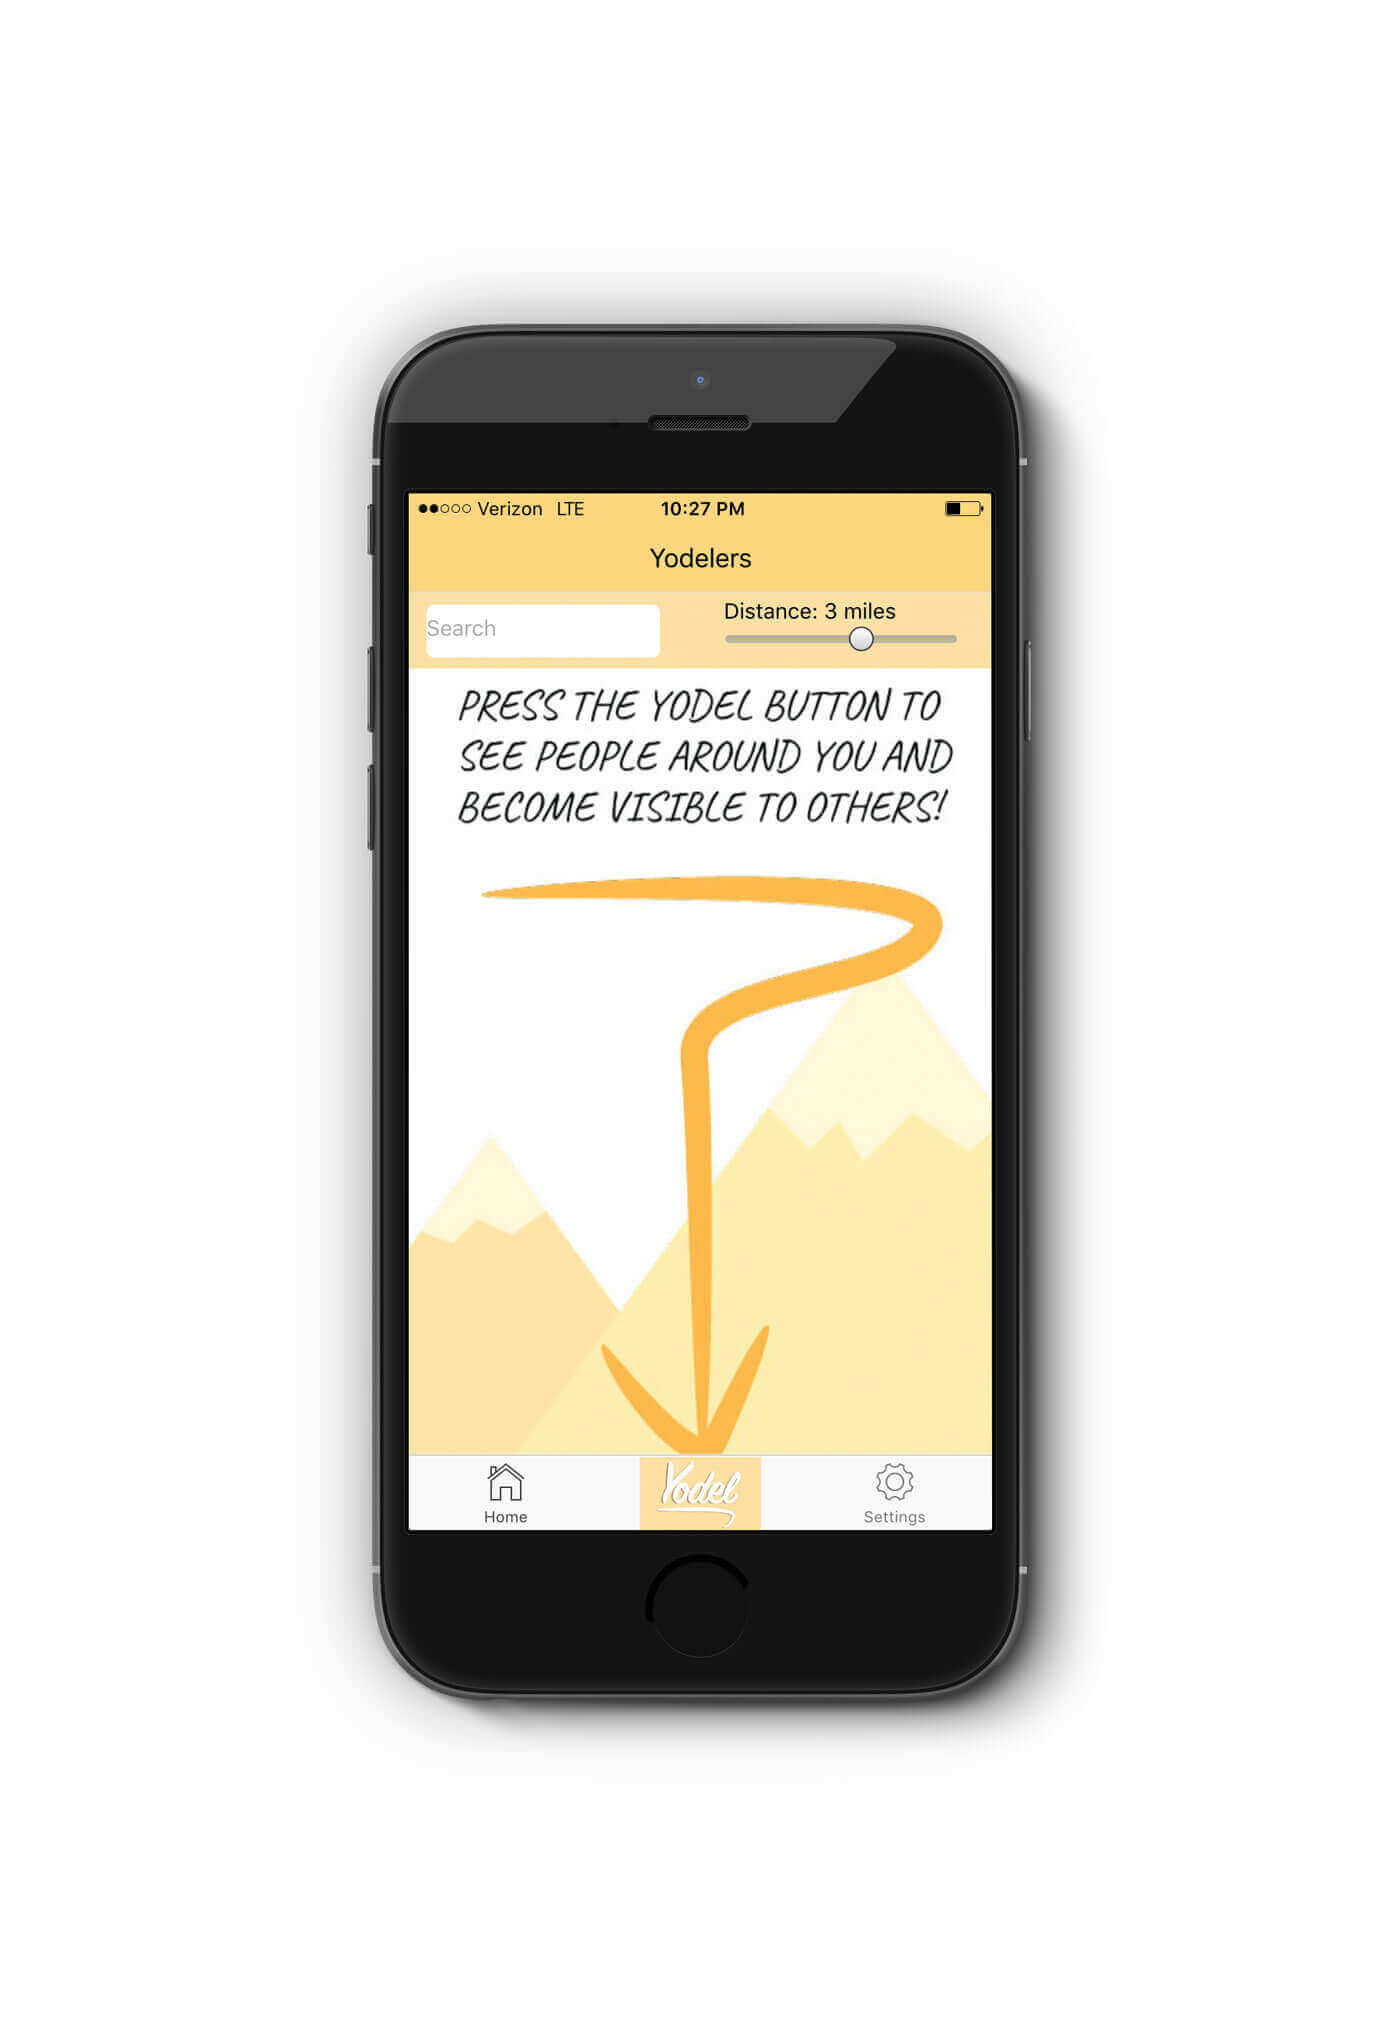 Verizon LTE 10:27 PM
Yodelers
Search
Distance: 3 miles
PRESS THE YODEL BUTTON TO
SEE PEOPLE AROUND YOU AND
BECOME VISIBLE TO OTHERS!
Home
Yodel
Settings